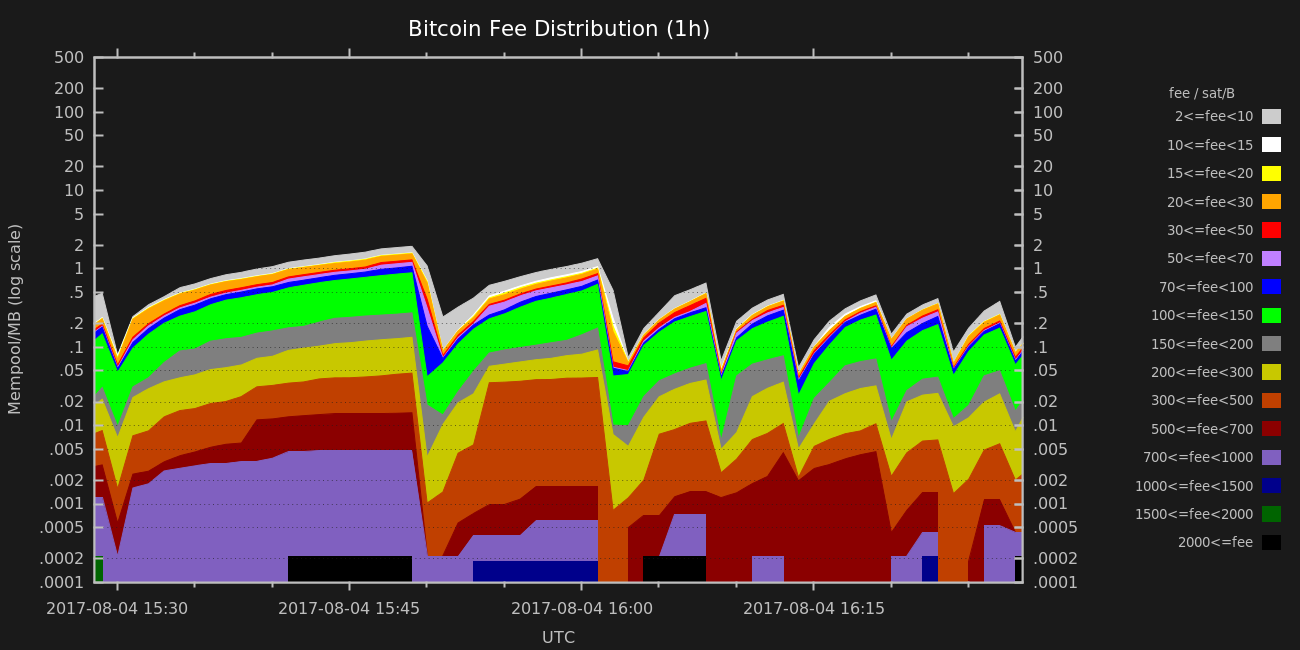 Bitcoin Fee Distribution (1h)
Mempool/MB (log scale)
500
200
100
50
20
10
5
2
1
.5
.2
.1
.05
.02
.01
.005
.002
.001
.0005
.0002
.0001
500
200
100
50
20
10
5
2
1
.5
.2
.1
.05
.02
.01
.005
.002
.001
.0005
.0002
.0001
2017-08-04 15:30
2017-08-04 15:45
2017-08-04 16:00
2017-08-04 16:15
UTC
fee / sat/B
2<=fee<10
10<=fee<15
15<=fee<20
20<=fee<30
30<=fee<50
50<=fee<70
70<=fee<100
100<=fee<150
150<=fee<200
200<=fee<300
300<=fee<500
500<=fee<700
700<=fee<1000
1000<=fee<1500
1500<=fee<2000
2000<=fee